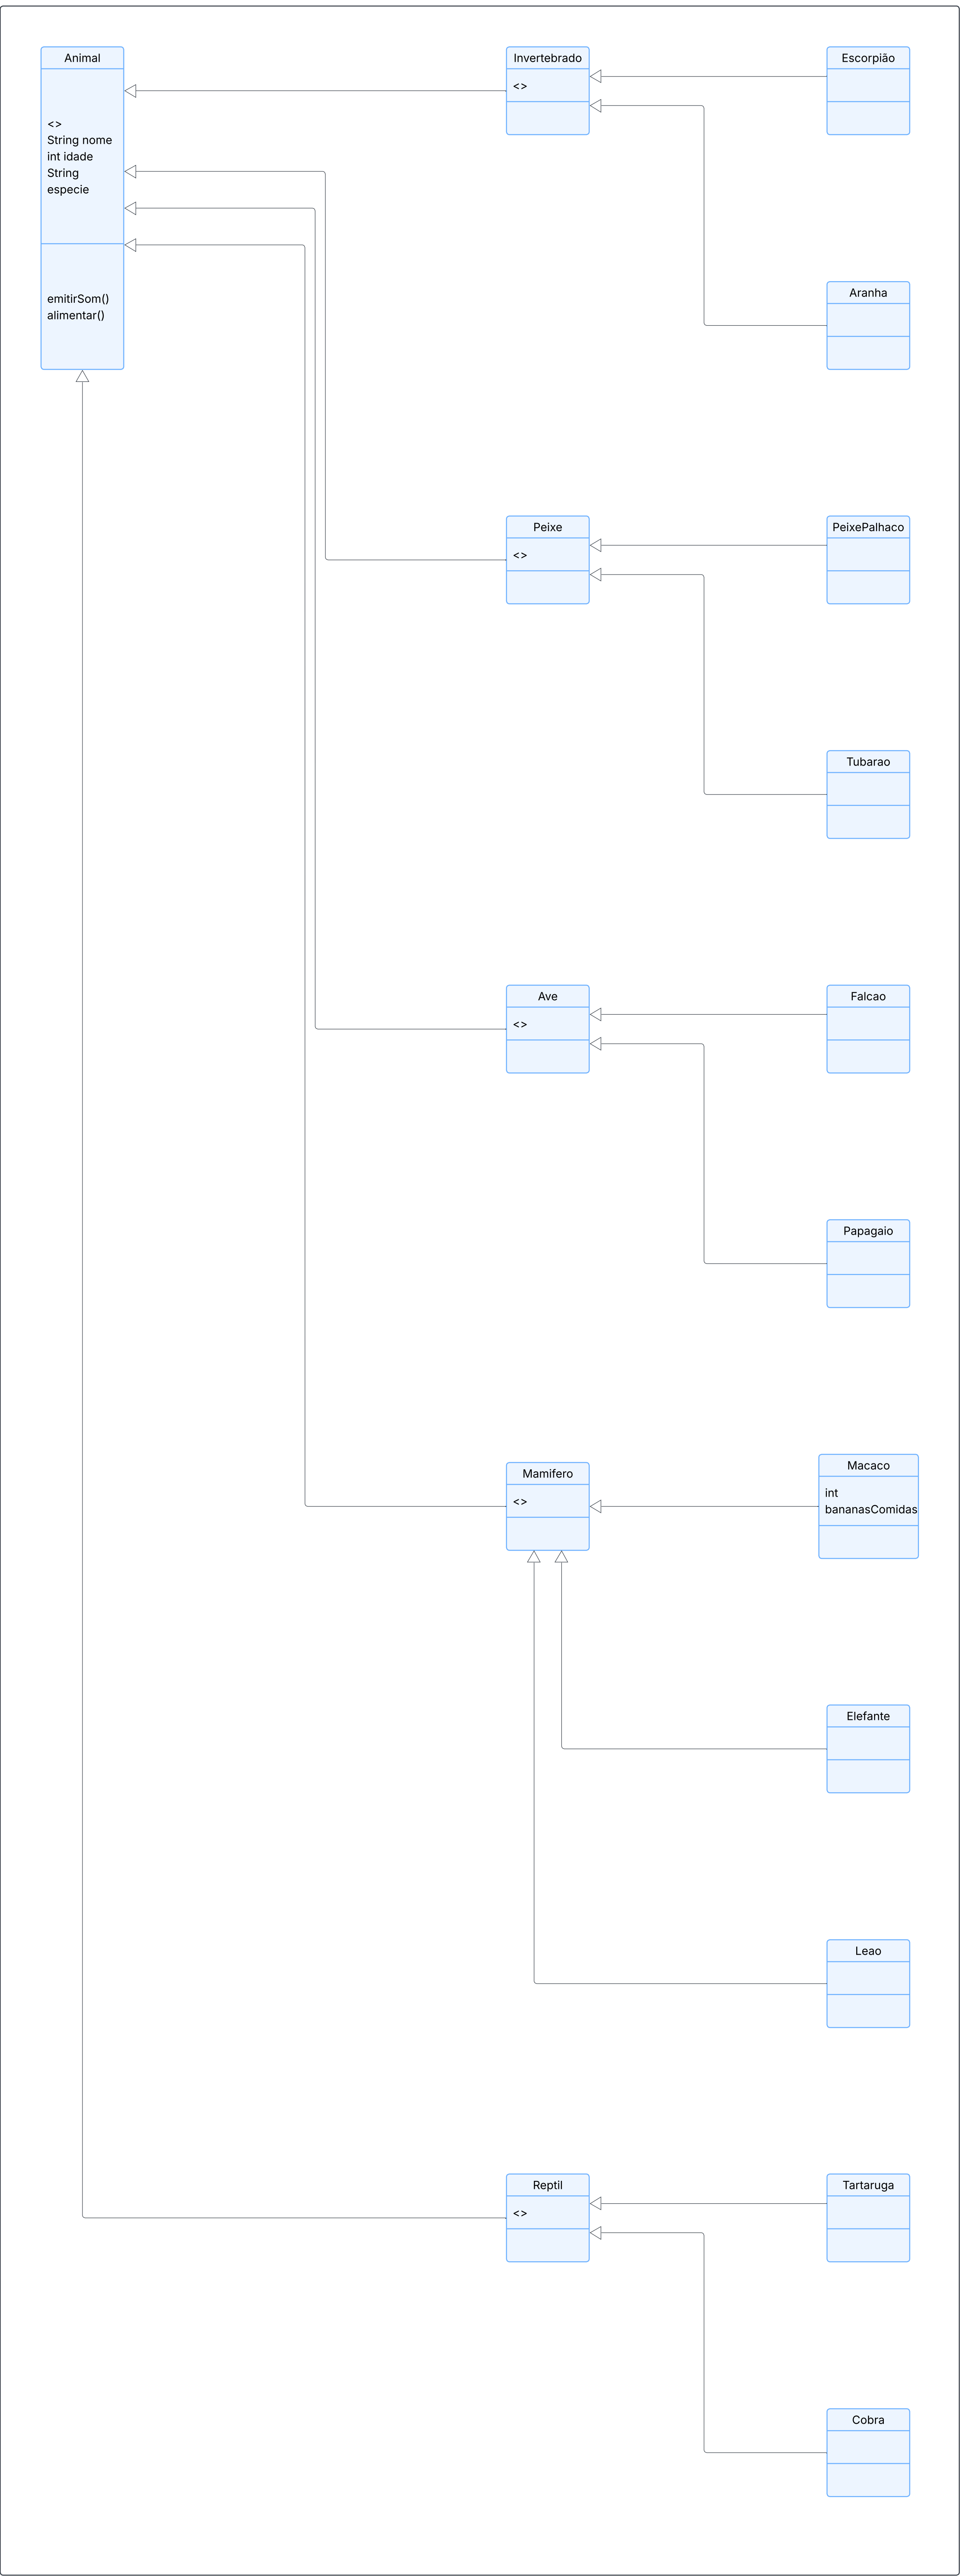 Animal
<>
String nome
int idade
String
especie
emitirSom()
alimentar()
Invertebrado
<>
Escorpião
Aranha
Peixe
<>
PeixePalhaco
Tubarao
Ave
<>
Falcao
Papagaio
Mamifero
<>
Macaco
int
bananasComidas
Elefante
Leao
Reptil
<>
Tartaruga
Cobra